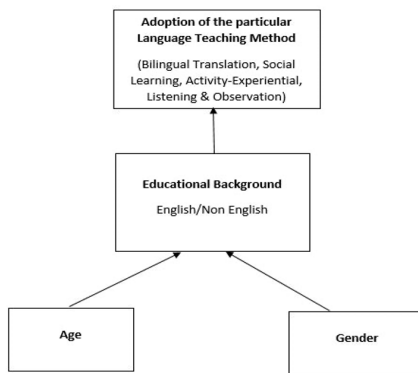 Adoption of the particular
Language Teaching Method
(Bilingual Translation, Social
Learning, Activity-Experiential,
Listening & Observation)
Educational Background
English/Non English
Age
Gender